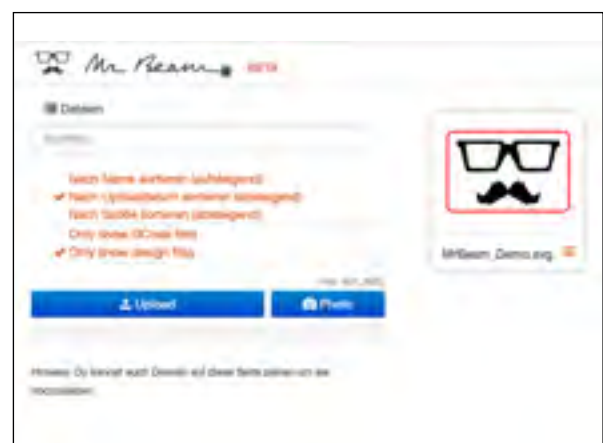 Mr Beam BETA
Dateien
Suchen...
Nach Name sortieren (aufsteigend)
Nach Uploaddatum sortieren (absteigend)
Nach Größe sortieren (absteigend)
Only show GCode files
Only show design files
Upload
Photo
MrBeam_Demo.svg
Hinweis: Du kannst auch Dateien auf diese Seite ziehen um sie
hochzuladen.